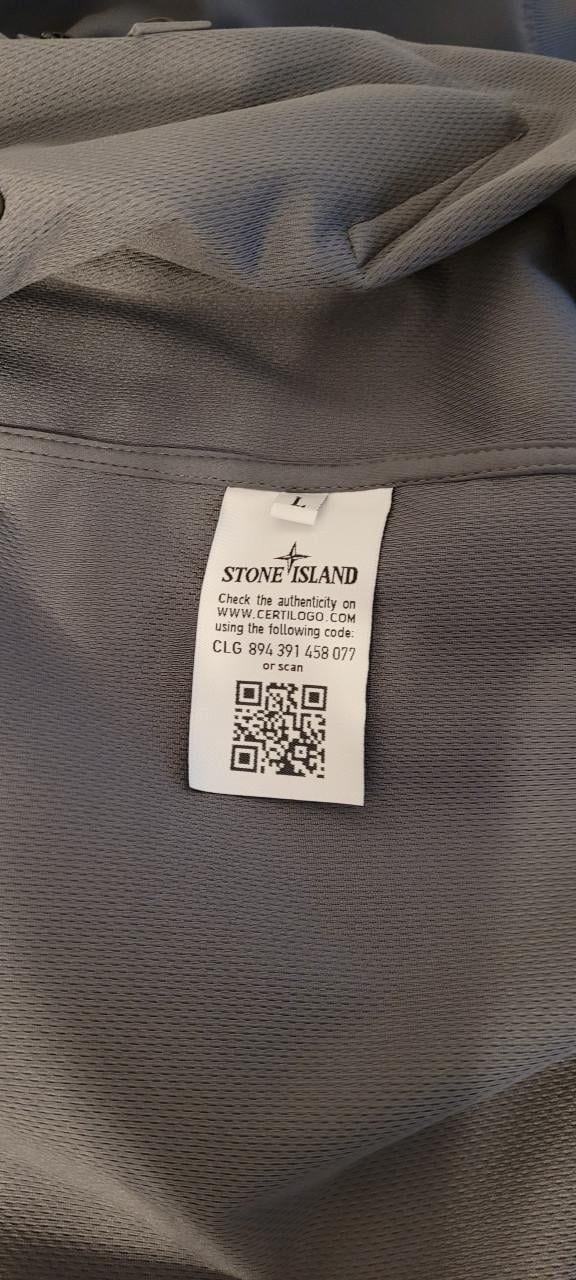 L
STONE ISLAND
Check the authenticity on
WWW.CERTILOGO.COM
using the following code:
CLG 894 391 458 077
or scan